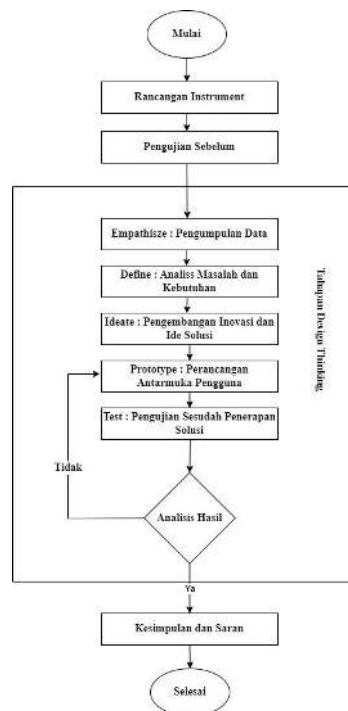 Mulai
Rancangan Instrument
Pengujian Sebelum
Empathisze : Pengumpulan Data
Define : Analiss Masalah dan
Kebutuhan
Ideate : Pengembangan Inovasi dan
Ide Solusi
Prototype : Perancangan
Antarmuka Pengguna
Test : Pengujian Sesudah Penerapan
Solusi
Tidak
Analisis Hasil
Ya
Tahapan Design Thinking
Kesimpulan dan Saran
Selesai